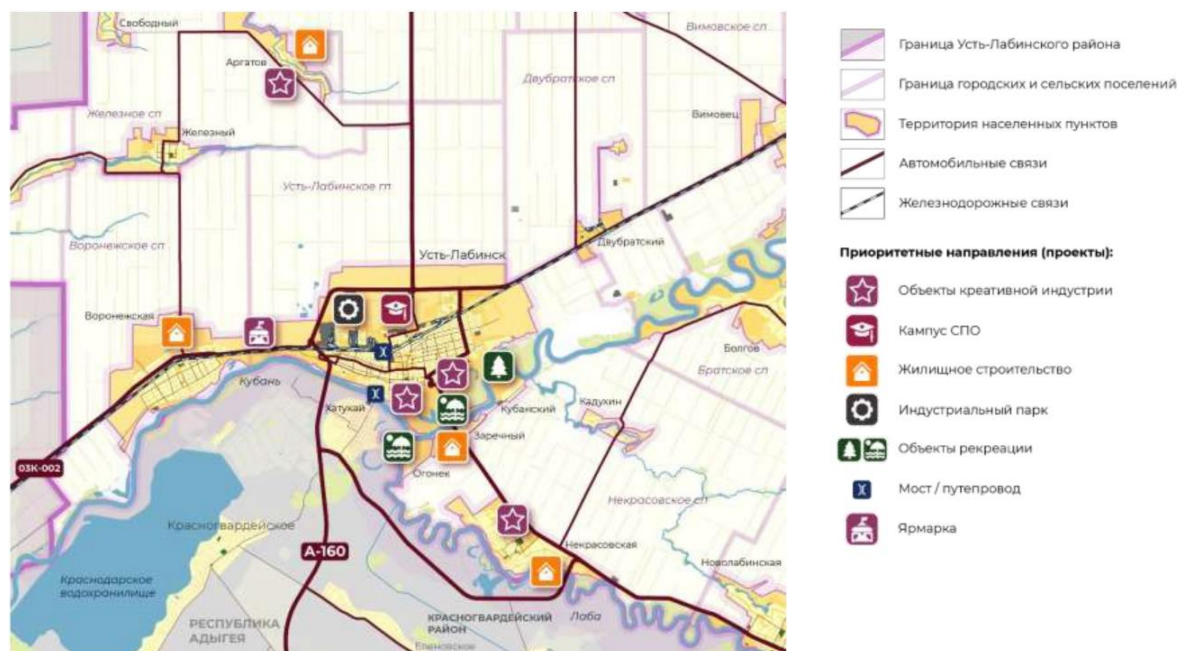 Свободный
Вимовское сп
Аргатов
Двубратское сп
Железное сп
Вимовец
Железный
Усть-Лабинское гп
Воронежское сп
Двубратский
Усть-Лабинск
Воронежская
Болгов
Братское сп
Кубань
Хатукай
Кубанский
Кадухин
Заречный
03К-002
Огонек
Некрасовское сп
Красногвардейское
А-160
Некрасовская
Новолабинская
Краснодарское
водохранилище
РЕСПУБЛИКА
АДЫГЕЯ
КРАСНОГВАРДЕЙСКИЙ
РАЙОН
Лаба
Еленовское
Граница Усть-Лабинского района
Граница городских и сельских поселений
Территория населенных пунктов
Автомобильные связи
Железнодорожные связи
Приоритетные направления (проекты):
Объекты креативной индустрии
Кампус СПО
Жилищное строительство
Индустриальный парк
Объекты рекреации
Мост / путепровод
Ярмарка